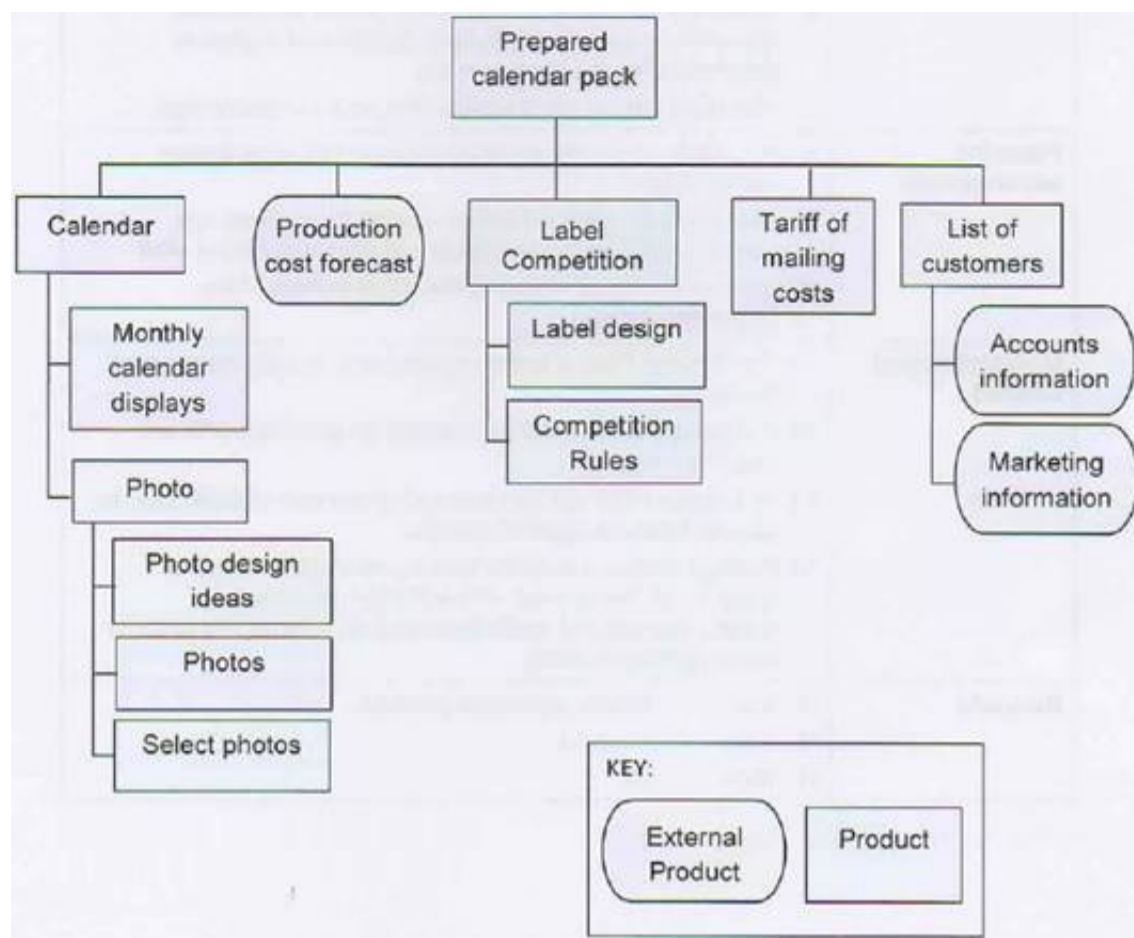 Prepared
calendar pack
Calendar
Production
cost forecast
Label
Competition
Tariff of
mailing
costs
List of
customers
Monthly
calendar
displays
Label design
Accounts
information
Competition
Rules
Marketing
information
Photo
Photo design
ideas
Photos
Select photos
KEY:
External
Product
Product